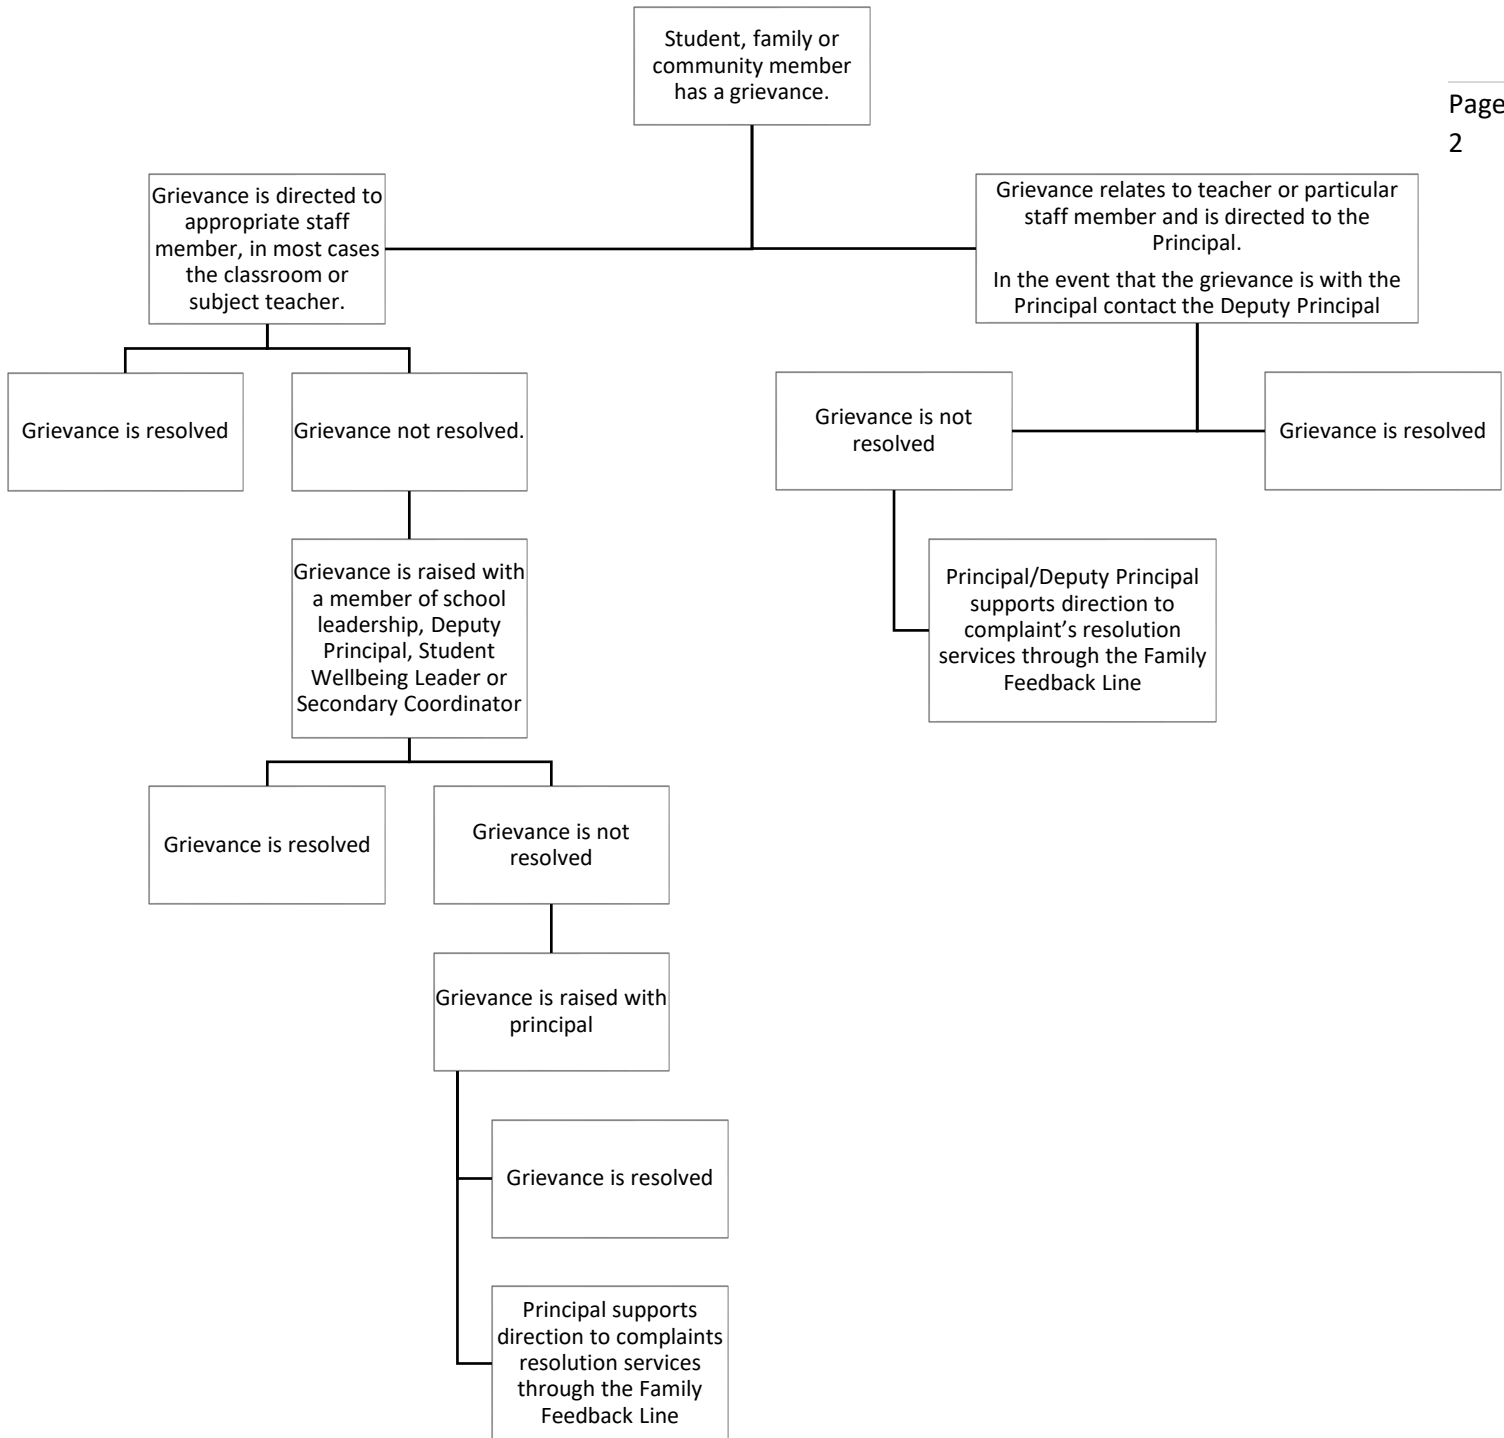 Student, family or
community member
has a grievance.
Page
2
Grievance is directed to
appropriate staff
member, in most cases
the classroom or
subject teacher.
Grievance relates to teacher or particular
staff member and is directed to the
Principal.
In the event that the grievance is with the
Principal contact the Deputy Principal
Grievance is resolved
Grievance not resolved.
Grievance is not
resolved
Grievance is resolved
Grievance is raised with
a member of school
leadership, Deputy
Principal, Student
Wellbeing Leader or
Secondary Coordinator
Principal/Deputy Principal
supports direction to
complaint’s resolution
services through the Family
Feedback Line
Grievance is resolved
Grievance is not
resolved
Grievance is raised with
principal
Grievance is resolved
Principal supports
direction to complaints
resolution services
through the Family
Feedback Line